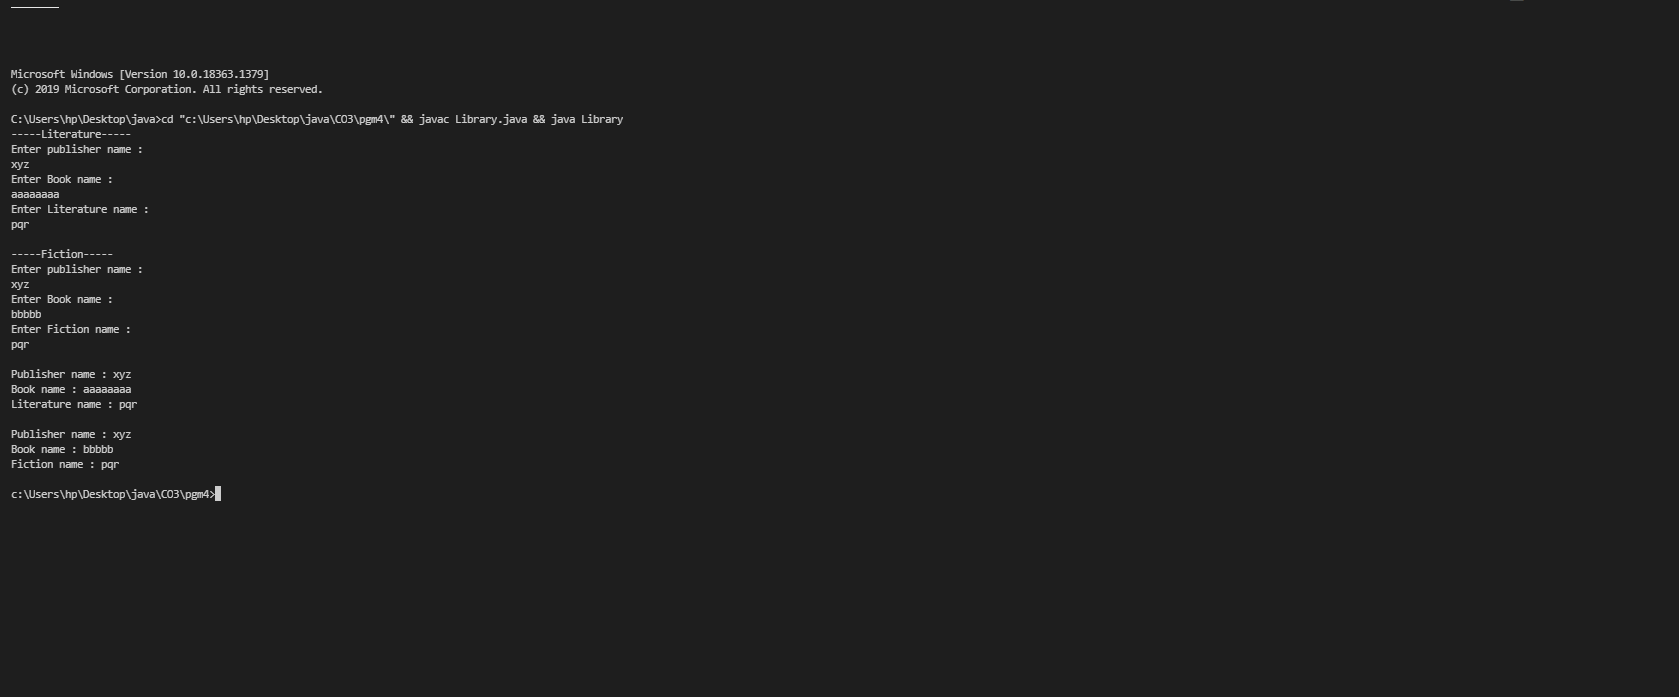 Microsoft Windows [Version 10.0.18363.1379]
(c) 2019 Microsoft Corporation. All rights reserved.
C:\Users\hp\Desktop\java>cd "c:\Users\hp\Desktop\java\CO3\pgm4\" && javac Library.java && java Library
-----Literature-----
Enter publisher name :
xyz
Enter Book name :
aaaaaaaa
Enter Literature name :
pqr
-----Fiction-----
Enter publisher name :
xyz
Enter Book name :
bbbbb
Enter Fiction name :
pqr
Publisher name : xyz
Book name : aaaaaaaa
Literature name : pqr
Publisher name : xyz
Book name : bbbbb
Fiction name : pqr
c:\Users\hp\Desktop\java\CO3\pgm4>